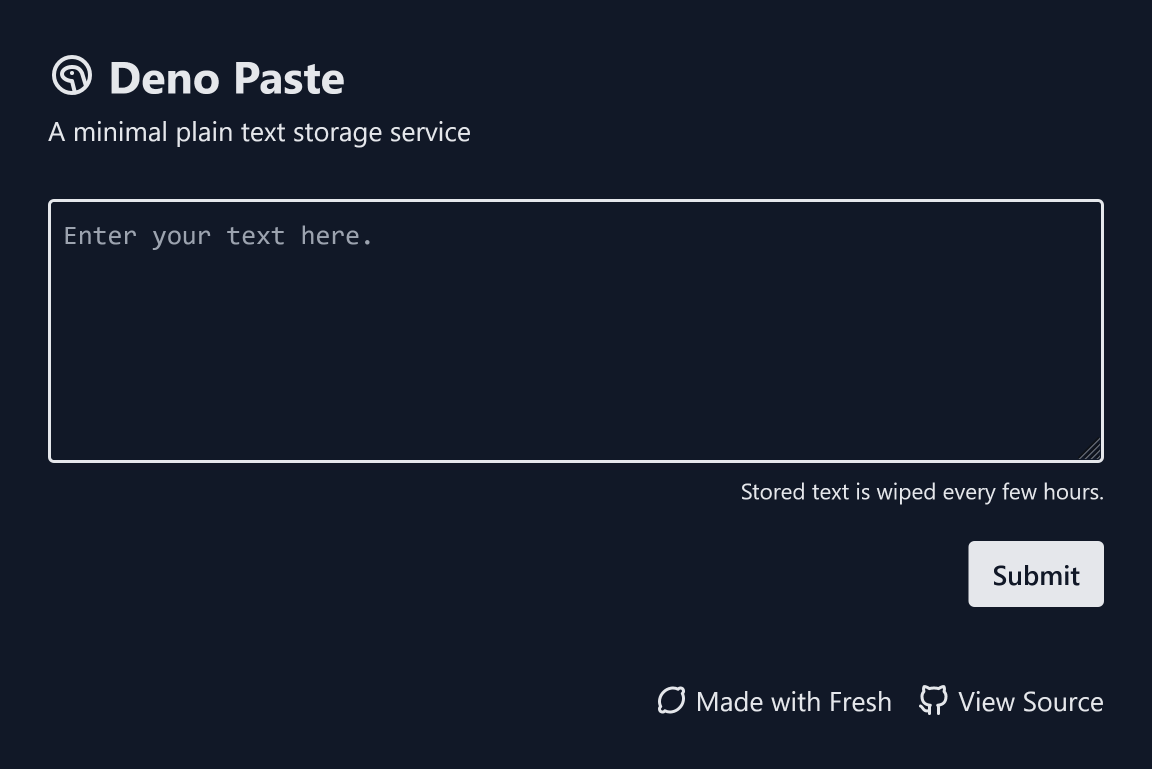 Deno Paste
A minimal plain text storage service
Enter your text here.
Stored text is wiped every few hours.
Submit
Made with Fresh View Source